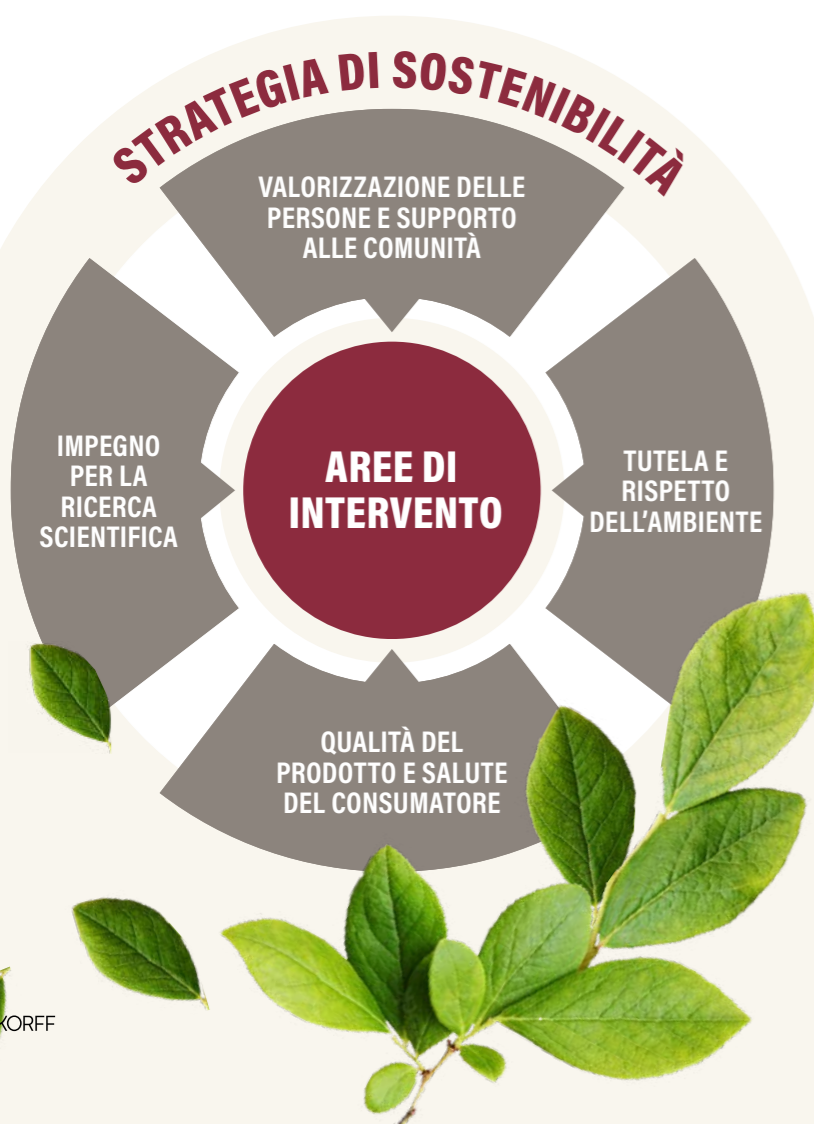 STRATEGIA DI SOSTENIBILITÀ
VALORIZZAZIONE DELLE
PERSONE E SUPPORTO
ALLE COMUNITÀ
IMPEGNO
PER LA
RICERCA
SCIENTIFICA
AREE DI
INTERVENTO
TUTELA E
RISPETTO
DELL'AMBIENTE
QUALITÀ DEL
PRODOTTO E SALUTE
DEL CONSUMATORE
KORFF